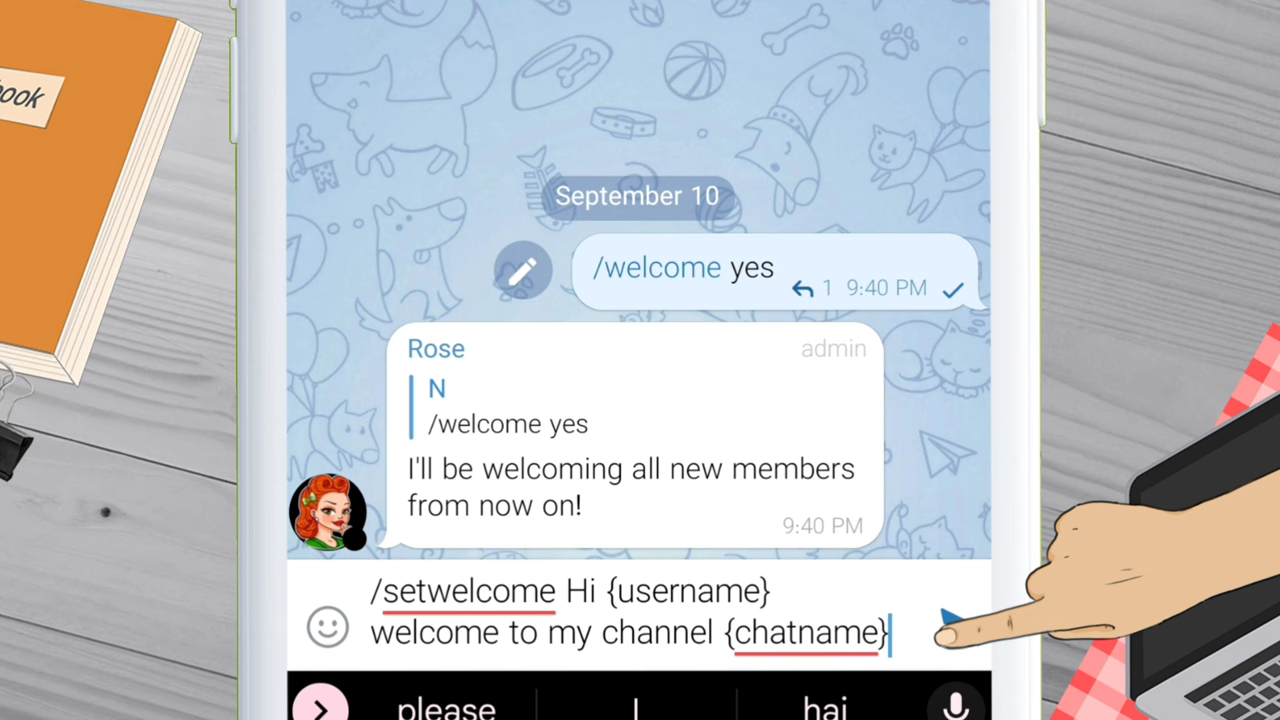 book
September 10
/welcome yes
1 9:40 PM
Rose admin
N
/welcome yes
I'll be welcoming all new members
from now on!
9:40 PM
/setwelcome Hi {username}
welcome to my channel {chatname}
please I hai